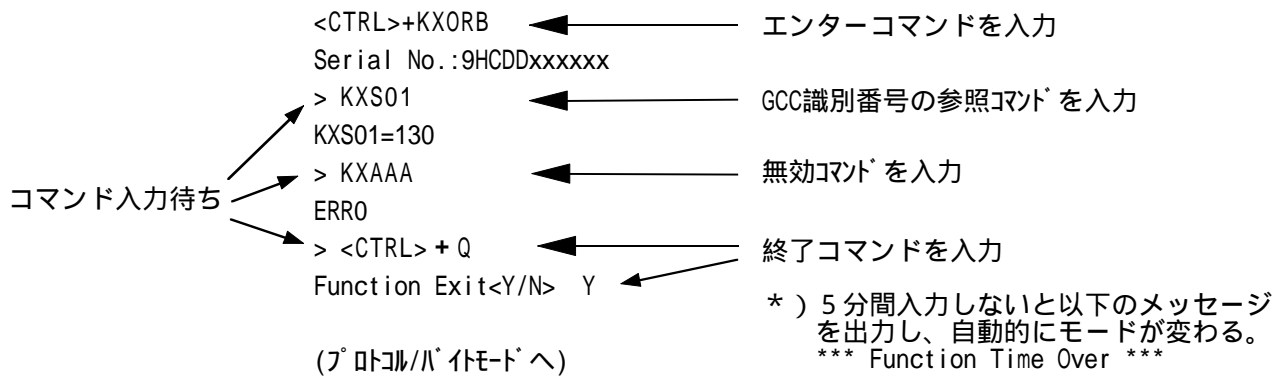 <CTRL>+KXORB
エンターコマンドを入力
Serial No.:9HCDDxxxxxx
> KXS01
GCC識別番号の参照ｺﾏﾝﾄﾞを入力
KXS01=130
> KXAAA
無効ｺﾏﾝﾄﾞを入力
コマンド入力待ち
ERR0
> <CTRL> + Q
終了コマンドを入力
Function Exit<Y/N> Y
*）５分間入力しないと以下のメッセージ
を出力し、自動的にモードが変わる。
*** Function Time Over ***
(ﾌﾟﾛﾄｺﾙ/ﾊﾞｲﾄﾓｰﾄﾞへ)